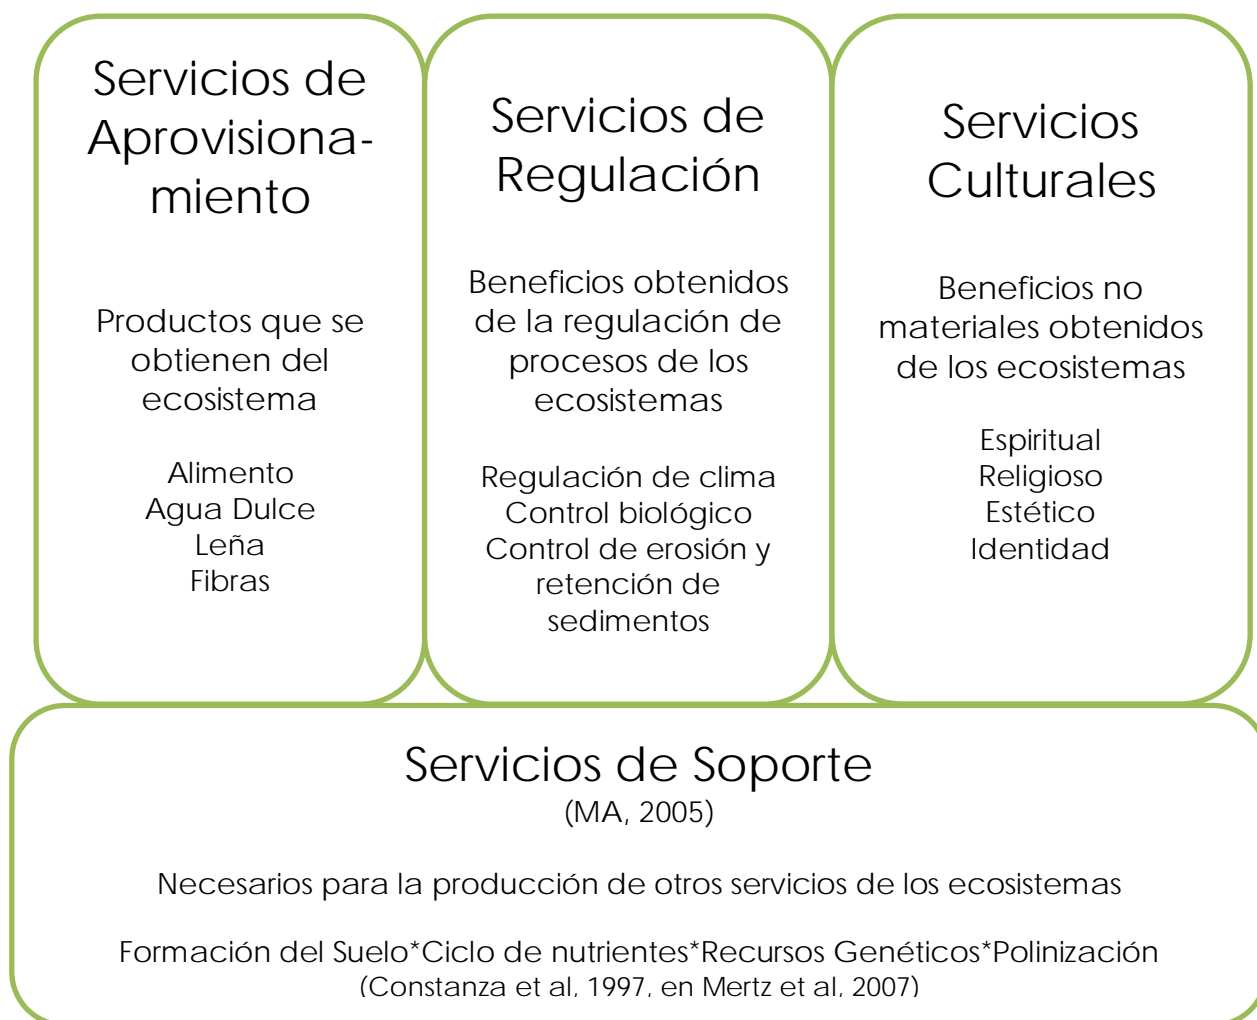 Servicios de
Aprovisiona-
miento
Productos que se
obtienen del
ecosistema
Alimento
Agua Dulce
Leña
Fibras
Servicios de
Regulación
Beneficios obtenidos
de la regulación de
procesos de los
ecosistemas
Regulación de clima
Control biológico
Control de erosión y
retención de
sedimentos
Servicios
Culturales
Beneficios no
materiales obtenidos
de los ecosistemas
Espiritual
Religioso
Estético
Identidad
Servicios de Soporte
(MA, 2005)
Necesarios para la producción de otros servicios de los ecosistemas
Formación del Suelo*Ciclo de nutrientes*Recursos Genéticos*Polinización
(Constanza et al, 1997, en Mertz et al, 2007)